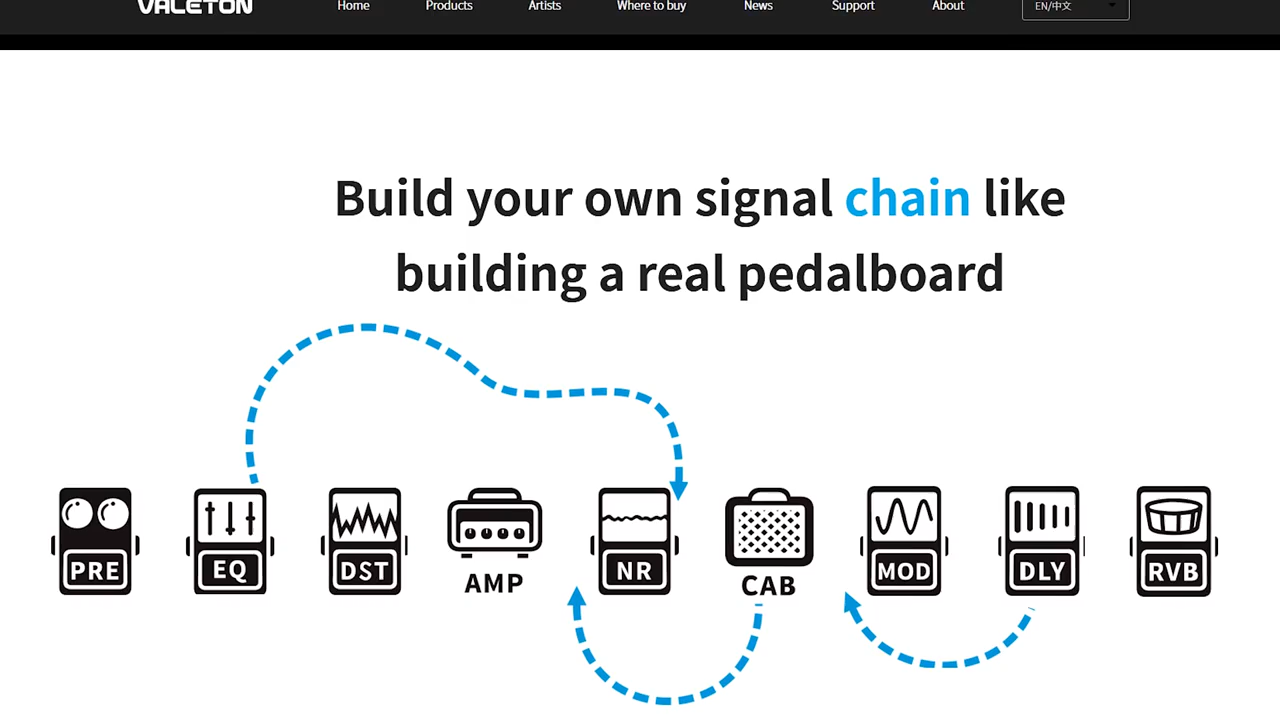 VALETON
Home Products Artists Where to buy News Support About EN/中文
Build your own signal chain like
building a real pedalboard
PRE EQ DST AMP NR CAB MOD DLY RVB